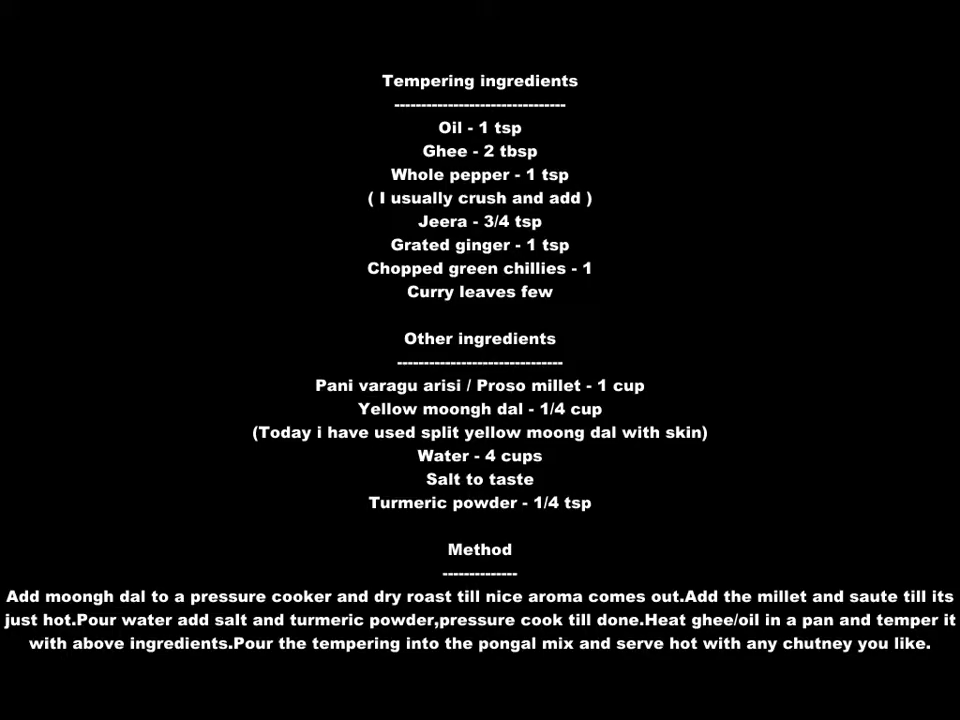 Tempering ingredients
--------------------------------
Oil - 1 tsp
Ghee - 2 tbsp
Whole pepper - 1 tsp
( I usually crush and add )
Jeera - 3/4 tsp
Grated ginger - 1 tsp
Chopped green chillies - 1
Curry leaves few
Other ingredients
-------------------------------
Pani varagu arisi / Proso millet - 1 cup
Yellow moongh dal - 1/4 cup
(Today i have used split yellow moong dal with skin)
Water - 4 cups
Salt to taste
Turmeric powder - 1/4 tsp
Method
--------------
Add moongh dal to a pressure cooker and dry roast till nice aroma comes out.Add the millet and saute till its
just hot.Pour water add salt and turmeric powder,pressure cook till done.Heat ghee/oil in a pan and temper it
with above ingredients.Pour the tempering into the pongal mix and serve hot with any chutney you like.